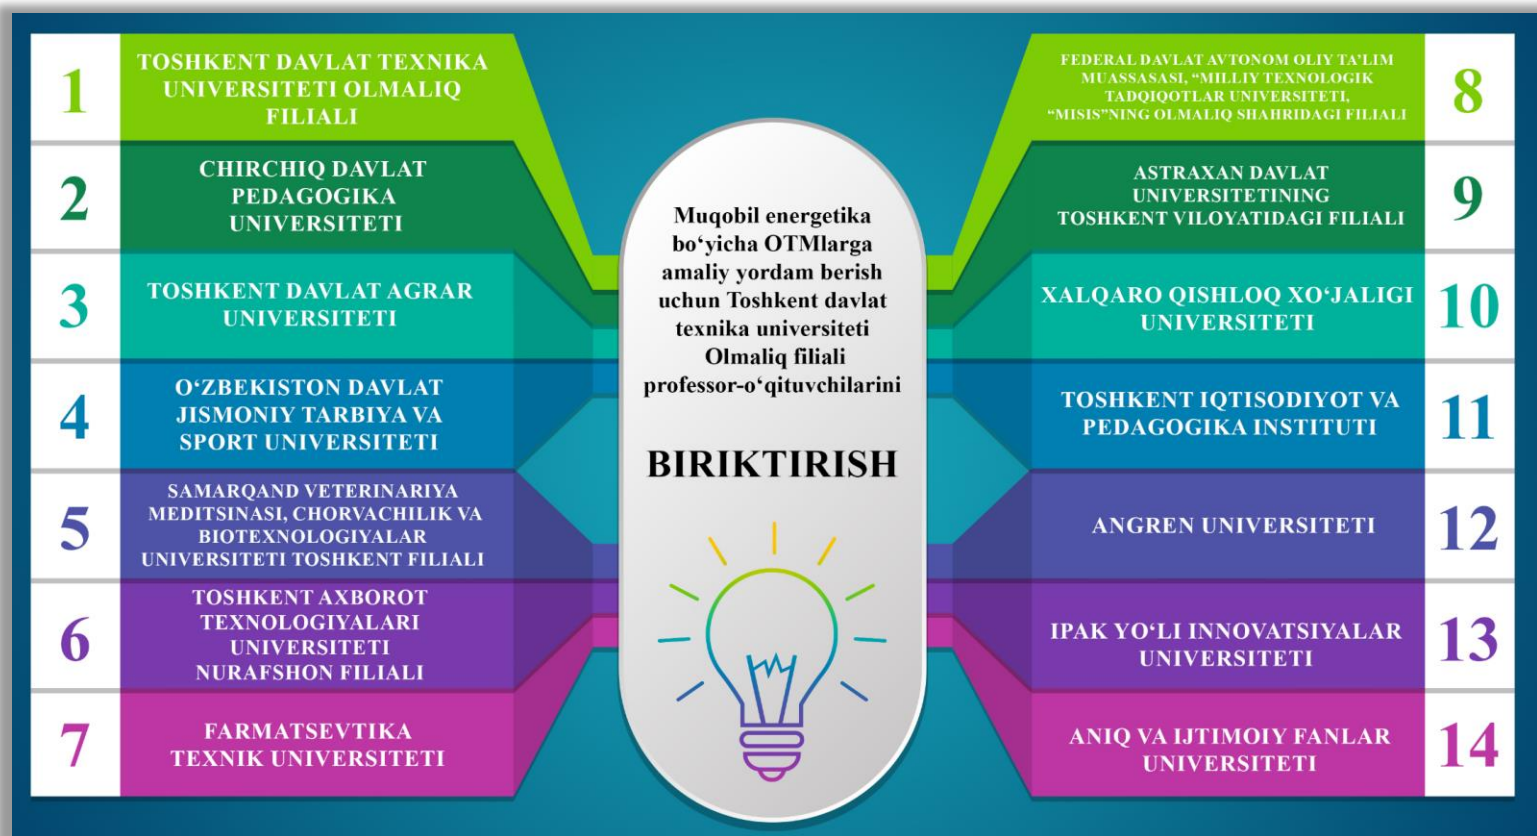 1
TOSHKENT DAVLAT TEXNIKA
UNIVERSITETI OLMALIQ
FILIALI
2
CHIRCHIQ DAVLAT
PEDAGOGIKA
UNIVERSITETI
3
TOSHKENT DAVLAT AGRAR
UNIVERSITETI
4
O‘ZBEKISTON DAVLAT
JISMONIY TARBIYA VA
SPORT UNIVERSITETI
5
SAMARQAND VETERINARIYA
MEDITSINASI, CHORVACHILIK VA
BIOTEXNOLOGIYALAR
UNIVERSITETI TOSHKENT FILIALI
6
TOSHKENT AXBOROT
TEXNOLOGIYALARI
UNIVERSITETI
NURAFSHON FILIALI
7
FARMATSEVTIKA
TEXNIK UNIVERSITETI
Muqobil energetika
bo‘yicha OTMlarga
amaliy yordam berish
uchun Toshkent davlat
texnika universiteti
Olmaliq filiali
professor-o‘qituvchilarini
BIRIKTIRISH
FEDERAL DAVLAT AVTONOM OLIY TA’LIM
MUASSASASI, “MILLIY TEXNOLOGIK
TADQIQOTLAR UNIVERSITETI,
“MISIS”NING OLMALIQ SHAHRIDAGI FILIALI
8
ASTRAXAN DAVLAT
UNIVERSITETINING
TOSHKENT VILOYATIDAGI FILIALI
9
XALQARO QISHLOQ XO‘JALIGI
UNIVERSITETI
10
TOSHKENT IQTISODIYOT VA
PEDAGOGIKA INSTITUTI
11
ANGREN UNIVERSITETI
12
IPAK YO‘LI INNOVATSIYALAR
UNIVERSITETI
13
ANIQ VA IJTIMOIY FANLAR
UNIVERSITETI
14